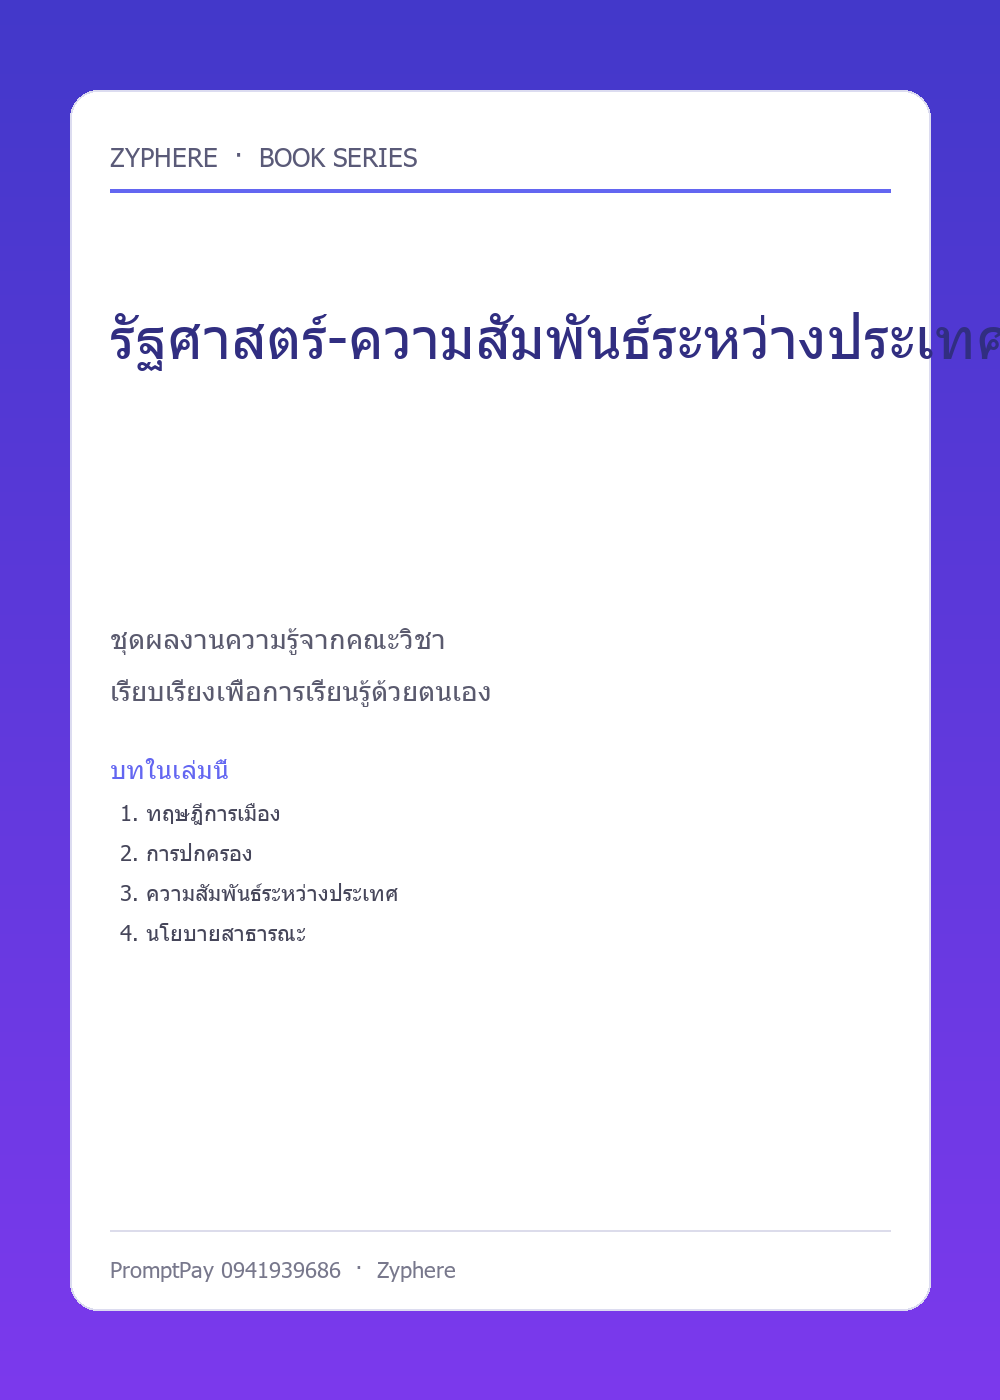 ZYPHERE · BOOK SERIES
รัฐศาสตร์-ความสัมพันธ์ระหว่างประเทศ
ชุดผลงานความรู้จากคณะวิชา
เรียบเรียงเพื่อการเรียนรู้ด้วยตนเอง
บทในเล่มนี้
1. ทฤษฎีการเมือง
2. การปกครอง
3. ความสัมพันธ์ระหว่างประเทศ
4. นโยบายสาธารณะ
PromptPay 0941939686 · Zyphere